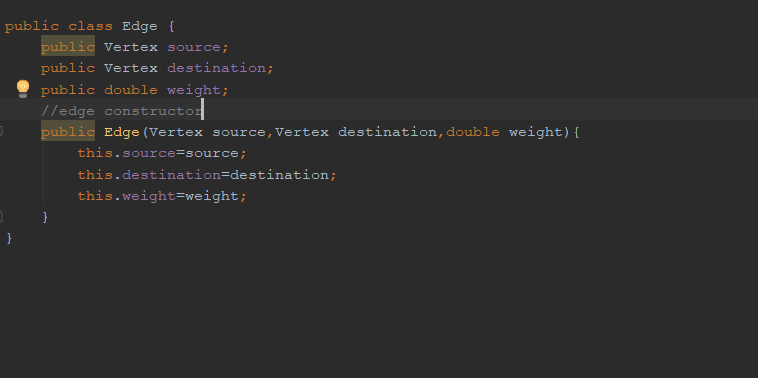 public class Edge {
    public Vertex source;
    public Vertex destination;
    public double weight;
    //edge constructor
    public Edge(Vertex source,Vertex destination,double weight){
        this.source=source;
        this.destination=destination;
        this.weight=weight;
    }
}